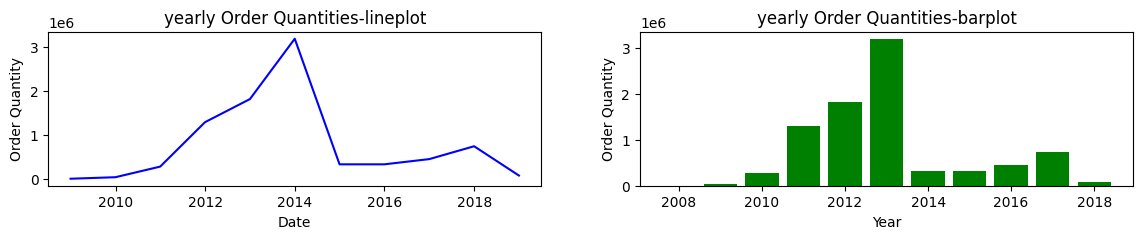 yearly Order Quantities-lineplot
1e6
3
2
1
0
Order Quantity
2010 2012 2014 2016 2018
Date
yearly Order Quantities-barplot
1e6
3
2
1
0
Order Quantity
2008 2010 2012 2014 2016 2018
Year